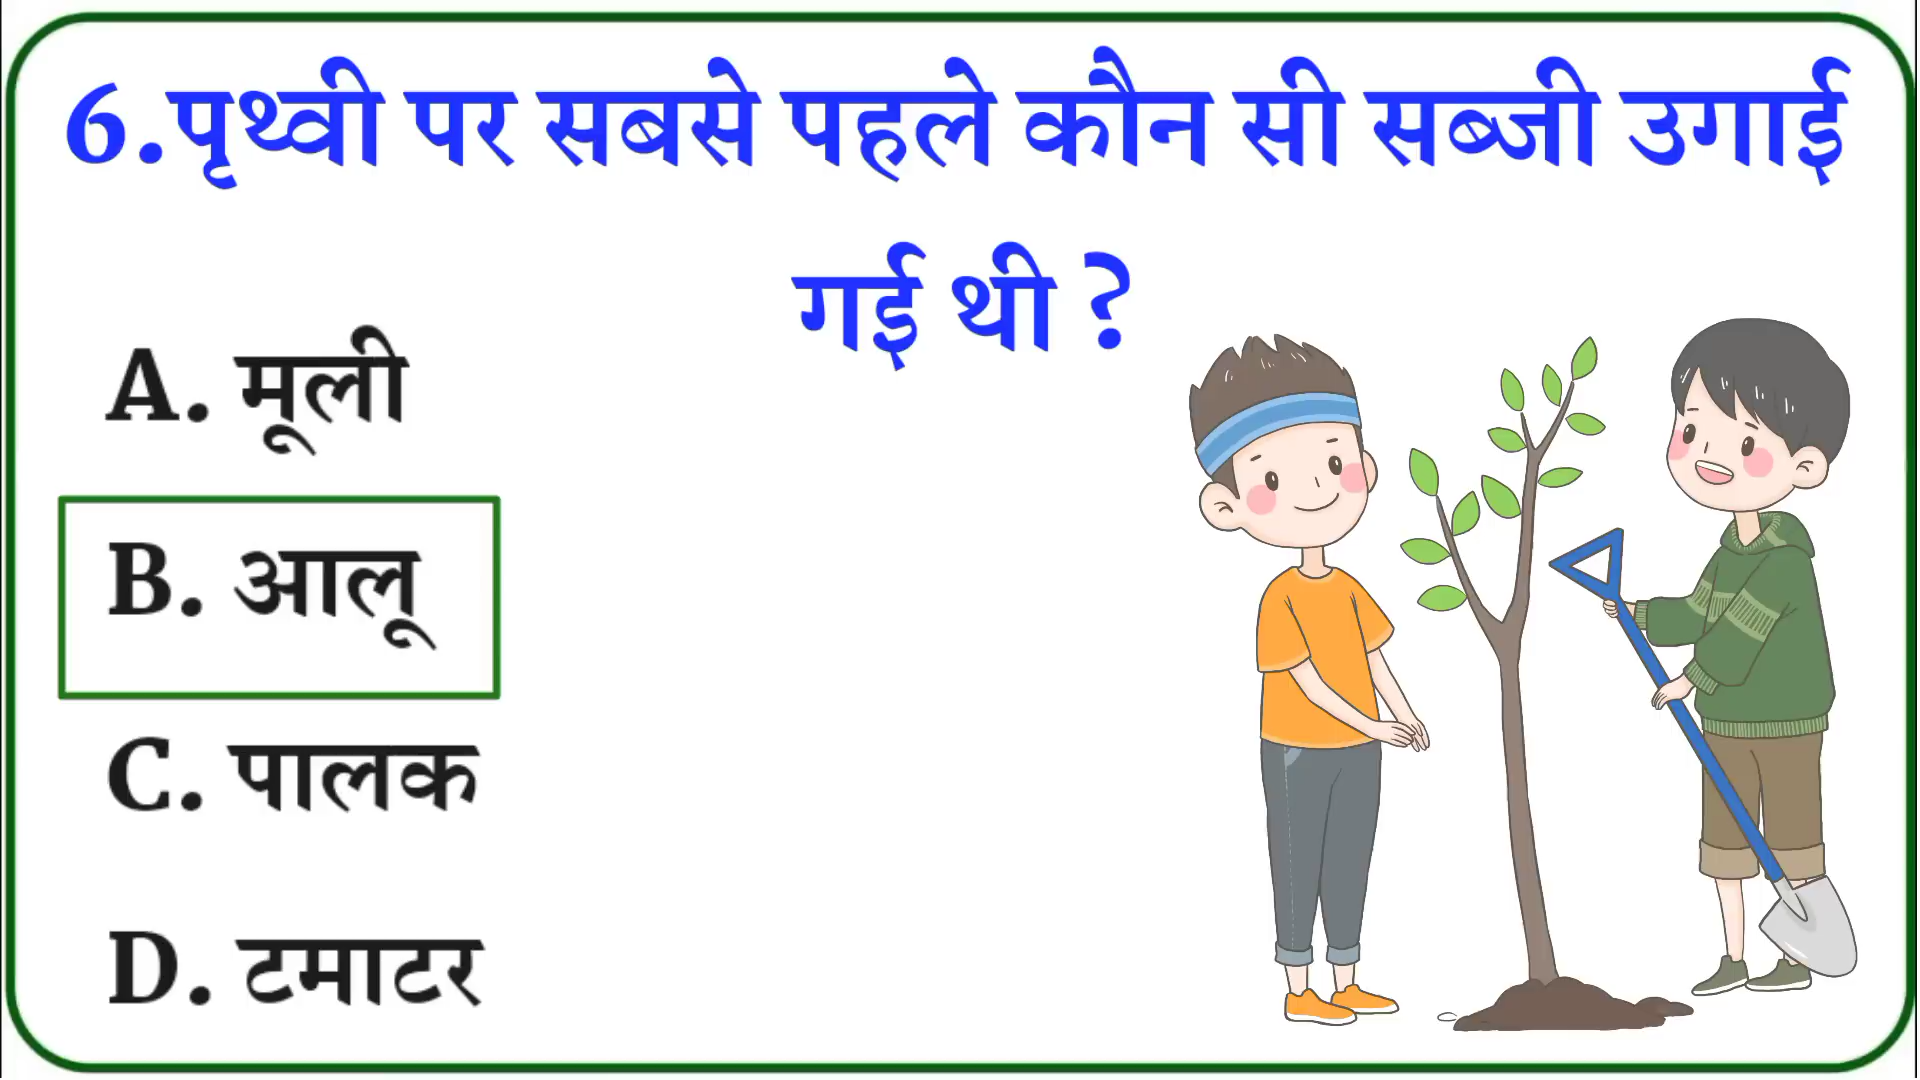 6.पृथ्वी पर सबसे पहले कौन सी सब्जी उगाई
गई थी ?
A. मूली
B. आलू
C. पालक
D. टमाटर